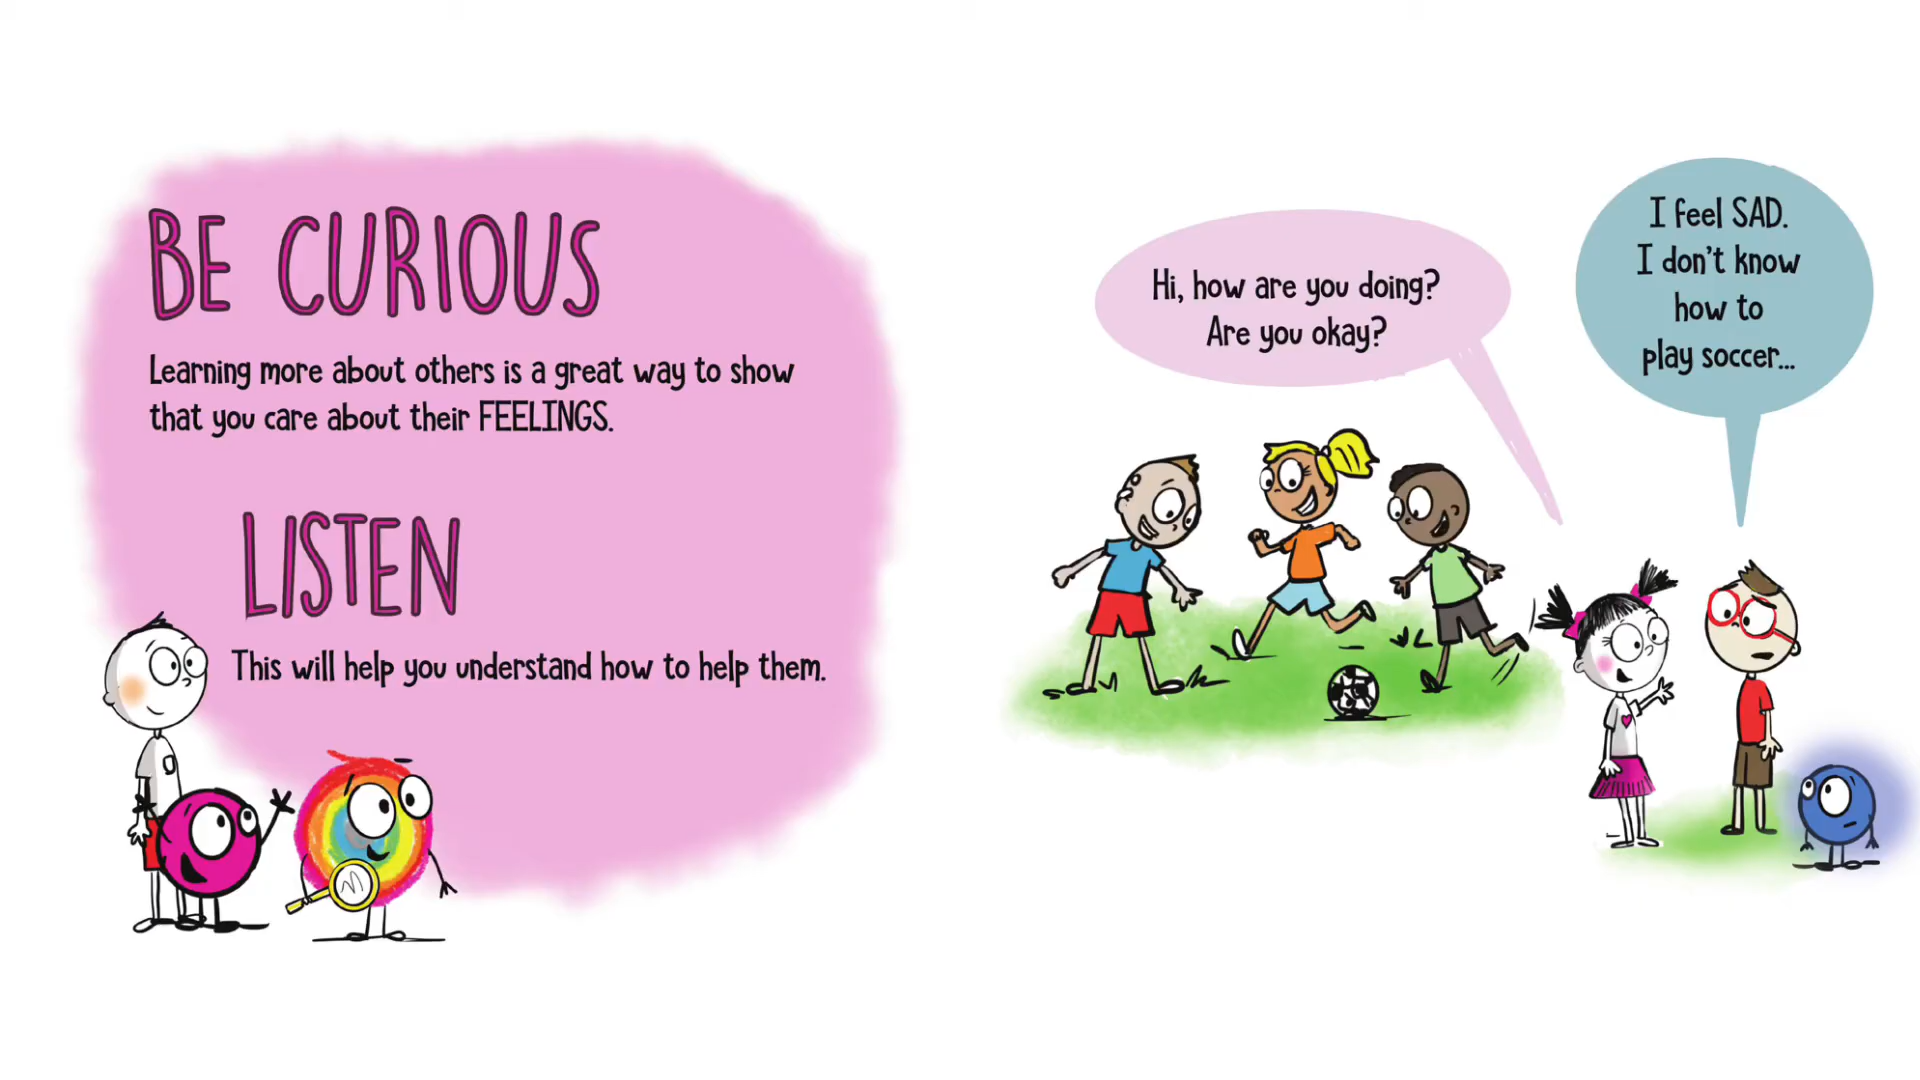 BE CURIOUS
Learning more about others is a great way to show
that you care about their FEELINGS.
LISTEN
This will help you understand how to help them.
Hi, how are you doing?
Are you okay?
I feel SAD.
I don't know
how to
play soccer...